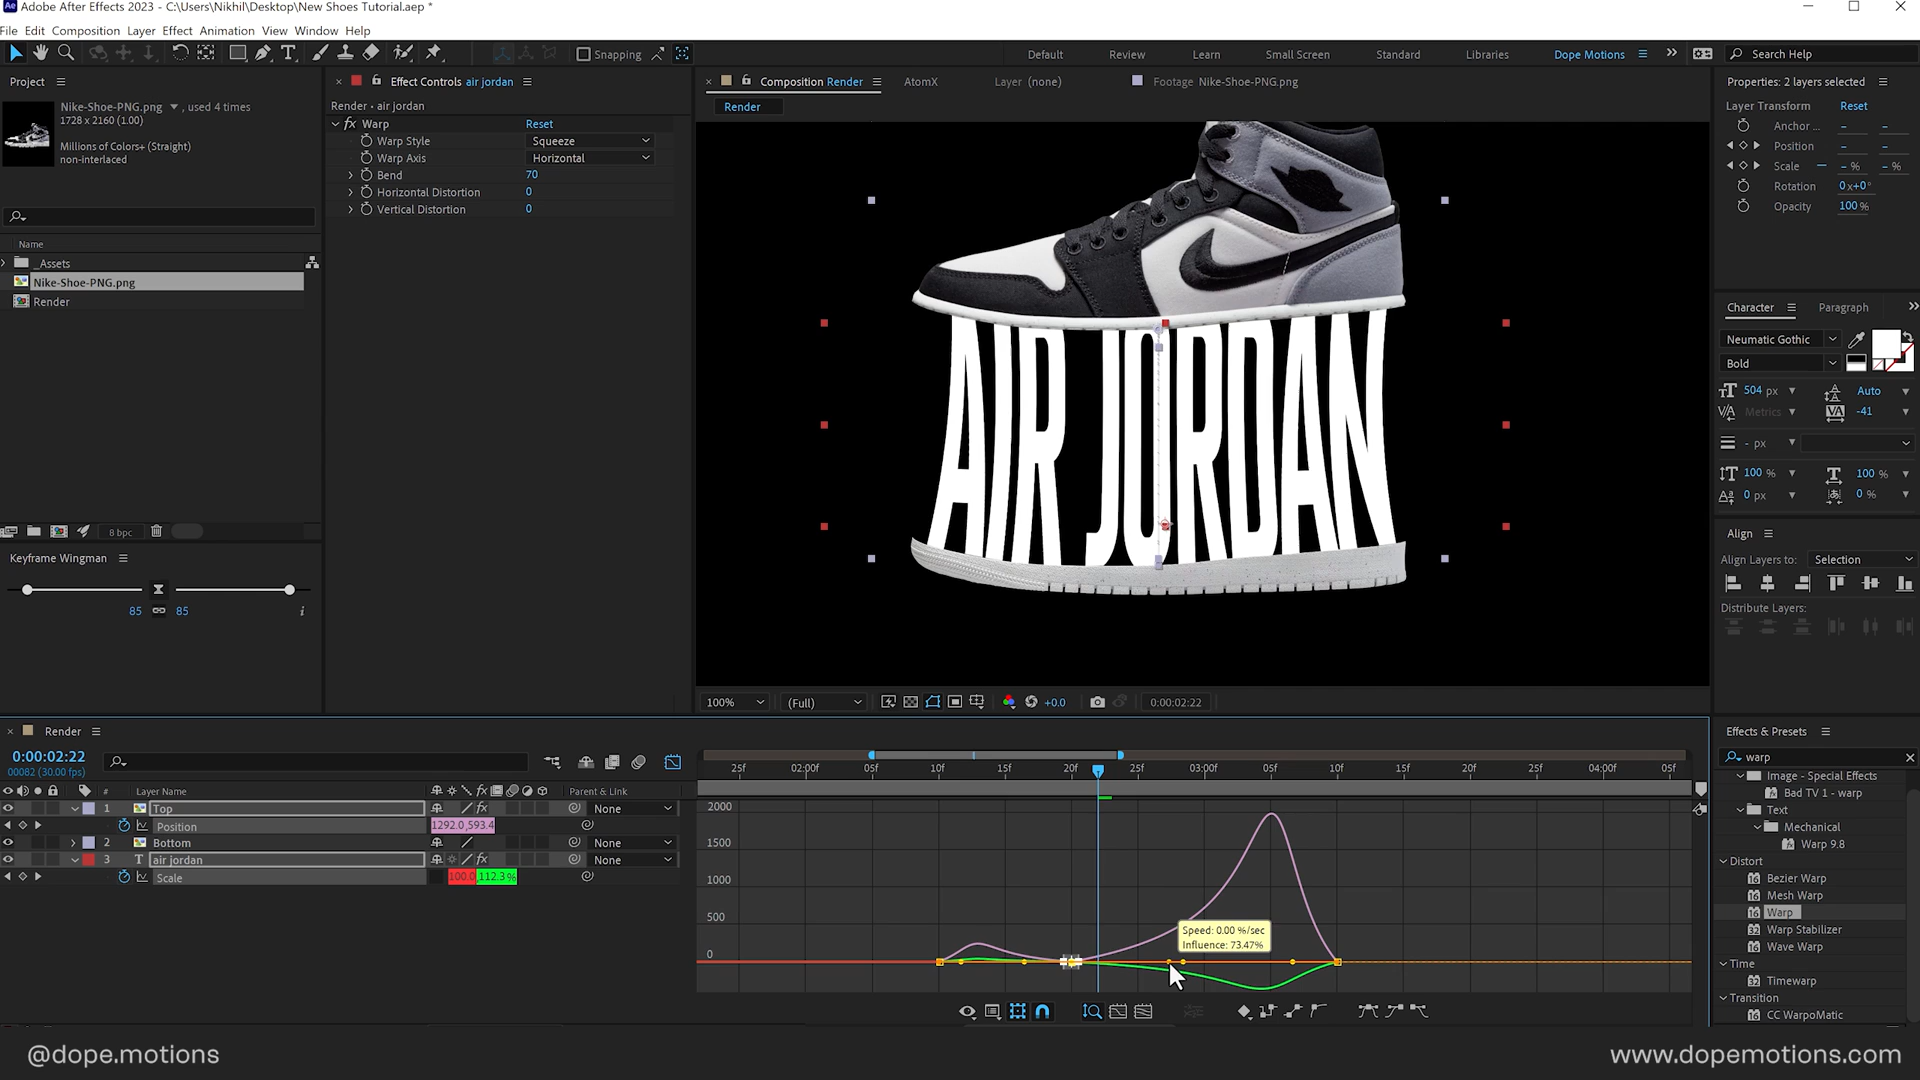 Adobe After Effects 2023 - C:\Users\Nikhil\Desktop\New Shoes Tutorial.aep *
File Edit Composition Layer Effect Animation View Window Help
Snapping
Default Review Learn Small Screen Standard Libraries Dope Motions Search Help
Project
Nike-Shoe-PNG.png , used 4 times
1728 x 2160 (1.00)
Millions of Colors+ (Straight)
non-interlaced
Name
_Assets
Nike-Shoe-PNG.png
Render
8 bpc
Keyframe Wingman
85 85
Effect Controls air jordan
Render • air jordan
fx Warp Reset
Warp Style Squeeze
Warp Axis Horizontal
Bend 70
Horizontal Distortion 0
Vertical Distortion 0
Composition Render AtomX Layer (none) Footage Nike-Shoe-PNG.png
Render
AIR JORDAN
100% (Full) +0.0 0:00:02:22
Properties: 2 layers selected
Layer Transform Reset
Anchor ... – –
Position – –
Scale – % – %
Rotation 0x+0°
Opacity 100 %
Character Paragraph
Neumatic Gothic
Bold
504 px Auto
Metrics -41
- px
100 % 100 %
0 px 0 %
Align
Align Layers to: Selection
Distribute Layers:
Effects & Presets
warp
Image - Special Effects
Bad TV 1 - warp
Text
Mechanical
Warp 9.8
Distort
Bezier Warp
Mesh Warp
Warp
Warp Stabilizer
Wave Warp
Time
Timewarp
Transition
CC WarpoMatic
Render
0:00:02:22
00082 (30.00 fps)
# Layer Name Parent & Link
1 Top None
Position 1292.0,593.4
2 Bottom None
3 T air jordan None
Scale 100.0,112.3%
25f 02:00f 05f 10f 15f 20f 25f 03:00f 05f 10f 15f 20f 25f 04:00f 05f
2000
1500
1000
500
0
Speed: 0.00 %/sec
Influence: 73.47%
@dope.motions
www.dopemotions.com